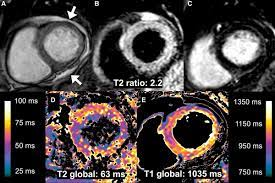 A
B
C
T2 ratio: 2.2
100 ms
75 ms
50 ms
25 ms
D
T2 global: 63 ms
E
T1 global: 1035 ms
1350 ms
1150 ms
950 ms
750 ms